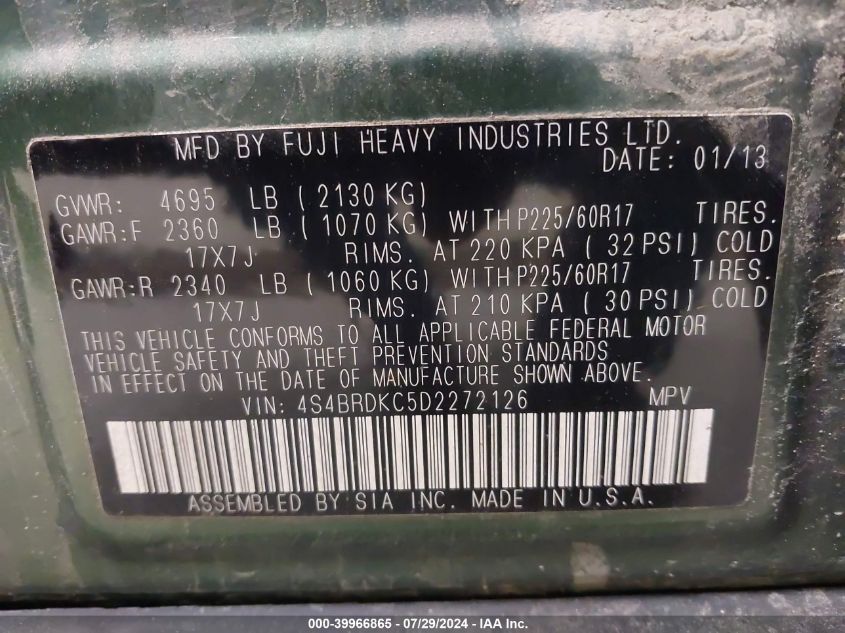 MFD BY FUJI HEAVY INDUSTRIES LTD.
DATE: 01/13
GVWR: 4695 LB ( 2130 KG)
GAWR:F 2360 LB ( 1070 KG) WITH P225/60R17 TIRES.
17X7J RIMS. AT 220 KPA ( 32 PSI) COLD
GAWR:R 2340 LB ( 1060 KG) WITH P225/60R17 TIRES.
17X7J RIMS. AT 210 KPA ( 30 PSI) COLD
THIS VEHICLE CONFORMS TO ALL APPLICABLE FEDERAL MOTOR
VEHICLE SAFETY AND THEFT PREVENTION STANDARDS
IN EFFECT ON THE DATE OF MANUFACTURE SHOWN ABOVE.
VIN: 4S4BRDKC5D2272126 MPV
ASSEMBLED BY SIA INC. MADE IN U.S.A.
000-39966865 - 07/29/2024 - IAA Inc.